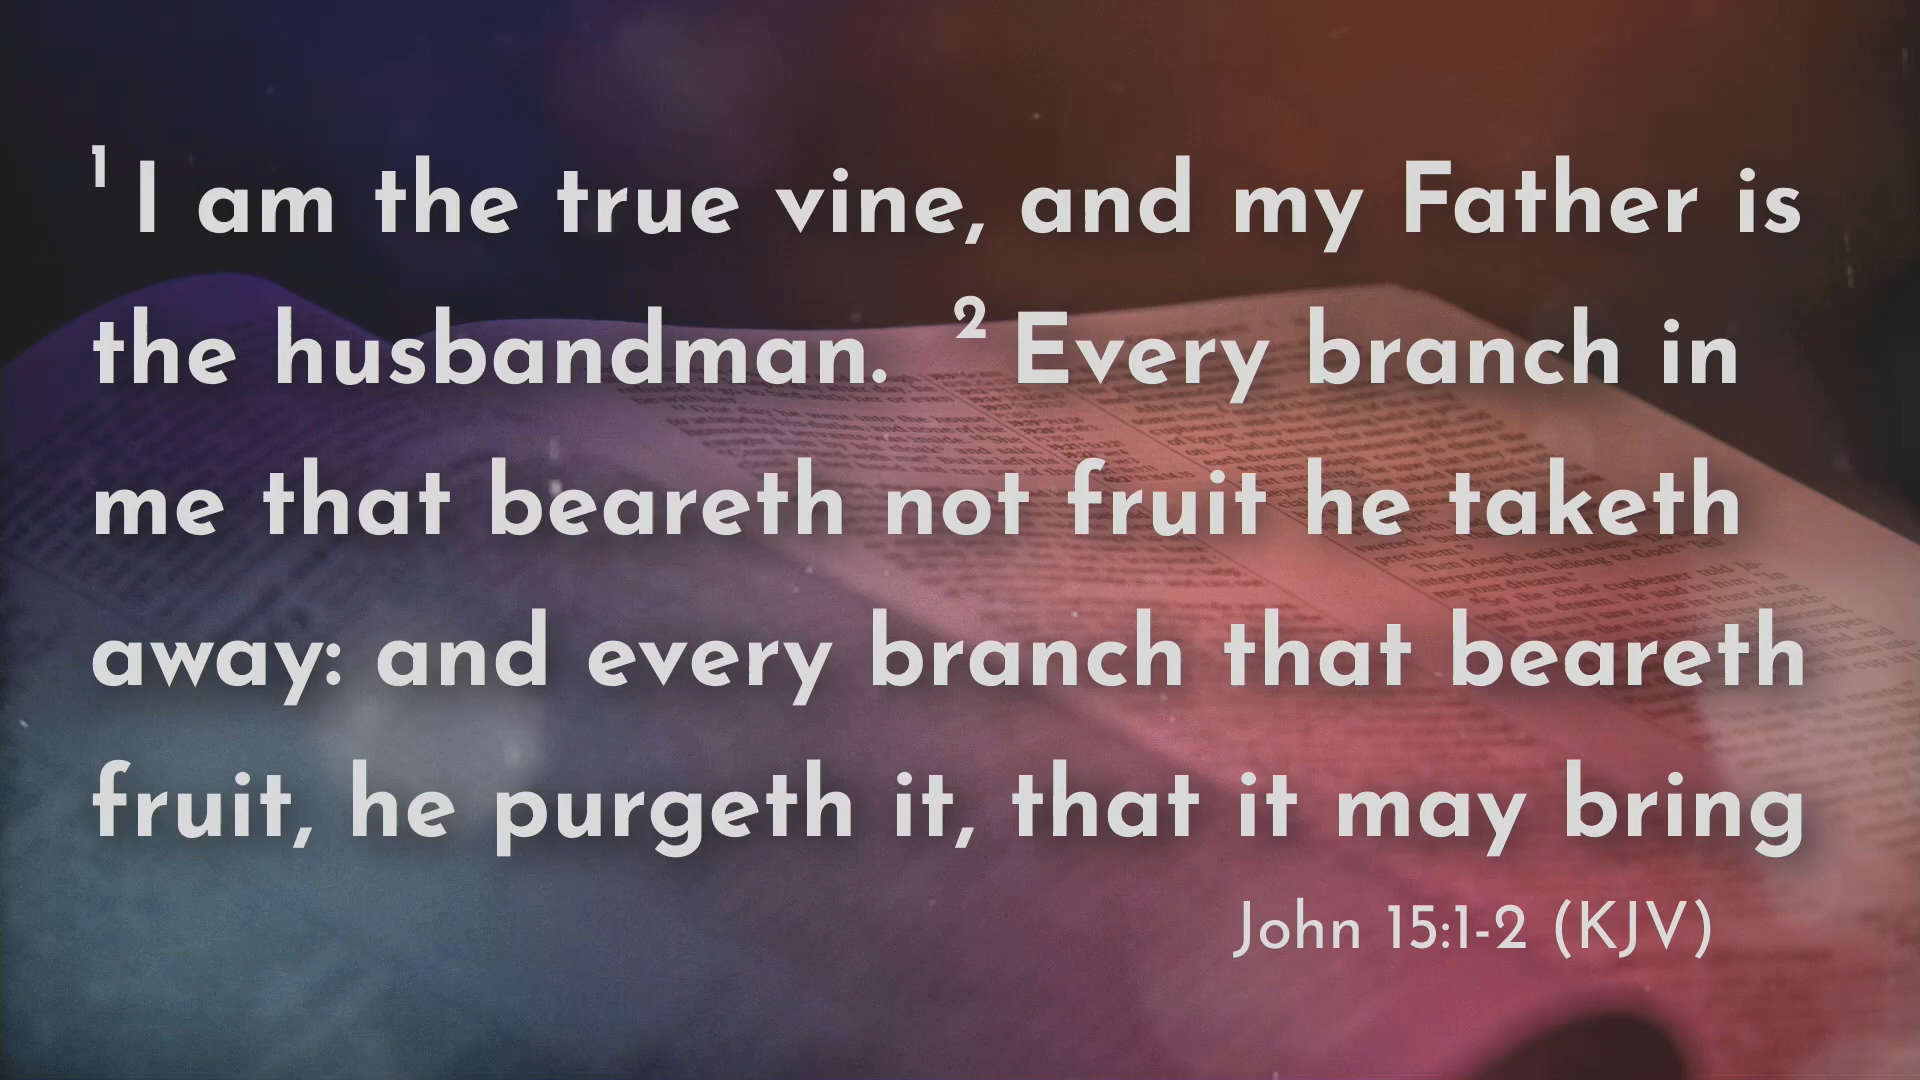 1 I am the true vine, and my Father is
the husbandman. 2 Every branch in
me that beareth not fruit he taketh
away: and every branch that beareth
fruit, he purgeth it, that it may bring
John 15:1-2 (KJV)